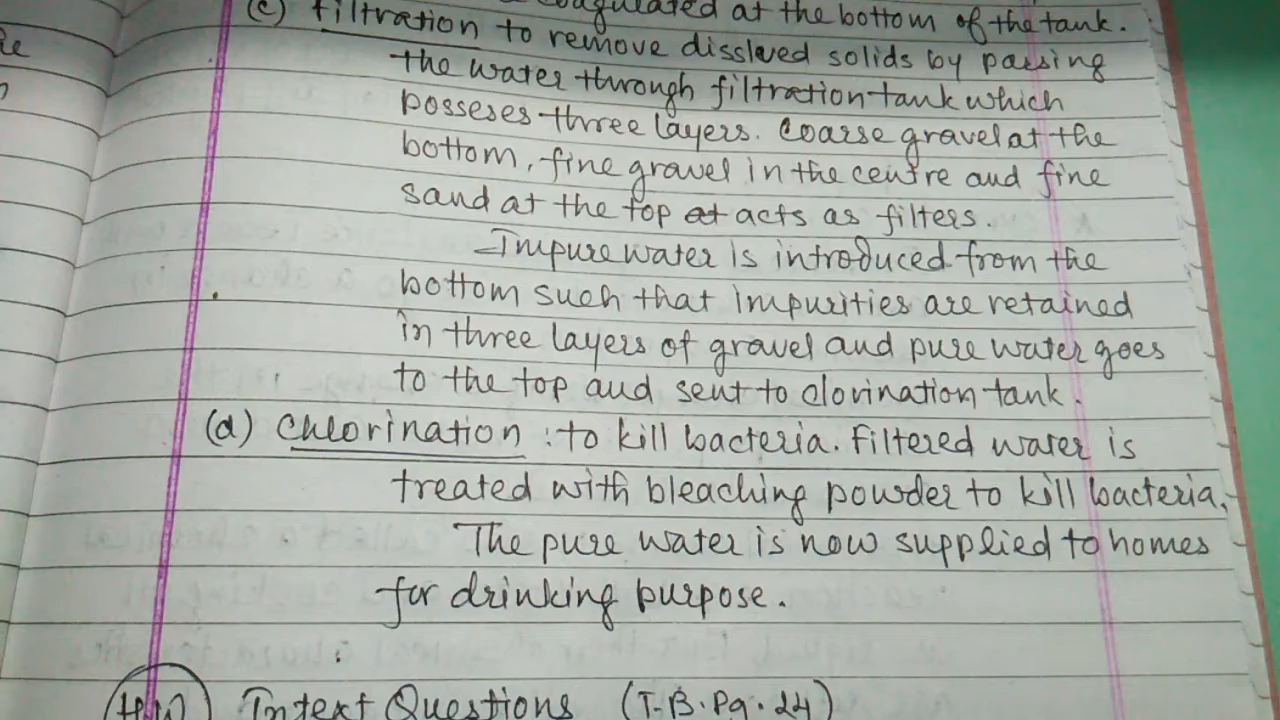 coagulated at the bottom of the tank.
(c) filtration to remove disslved solids by passing
the water through filtration tank which
posseses three layers. Coarse gravel at the
bottom, fine gravel in the centre and fine
sand at the top at acts as filters.
Impure water is introduced from the
bottom such that impurities are retained
in three layers of gravel and pure water goes
to the top and sent to clorination tank.
(d) Chlorination : to kill bacteria. Filtered water is
treated with bleaching powder to kill bacteria.
The pure water is now supplied to homes
for drinking purpose.
H.W Intext Questions (T.B. Pg. 24)